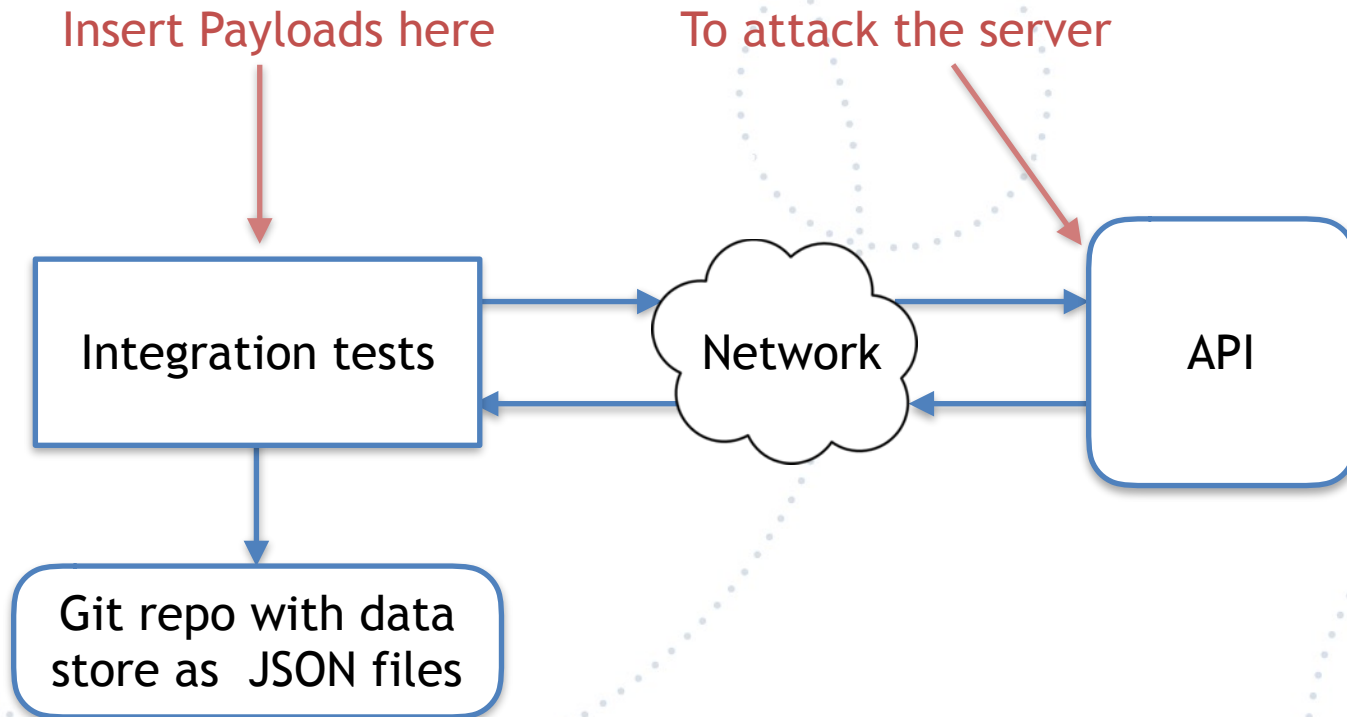 Insert Payloads here
To attack the server
Integration tests
Network
API
Git repo with data
store as JSON files